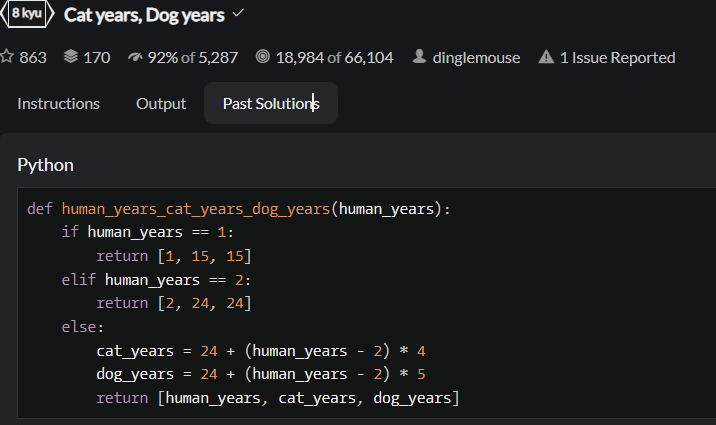 8 kyu Cat years, Dog years
863 170 92% of 5,287 18,984 of 66,104 dinglemouse 1 Issue Reported
Instructions Output Past Solutions
Python
def human_years_cat_years_dog_years(human_years):
    if human_years == 1:
        return [1, 15, 15]
    elif human_years == 2:
        return [2, 24, 24]
    else:
        cat_years = 24 + (human_years - 2) * 4
        dog_years = 24 + (human_years - 2) * 5
        return [human_years, cat_years, dog_years]